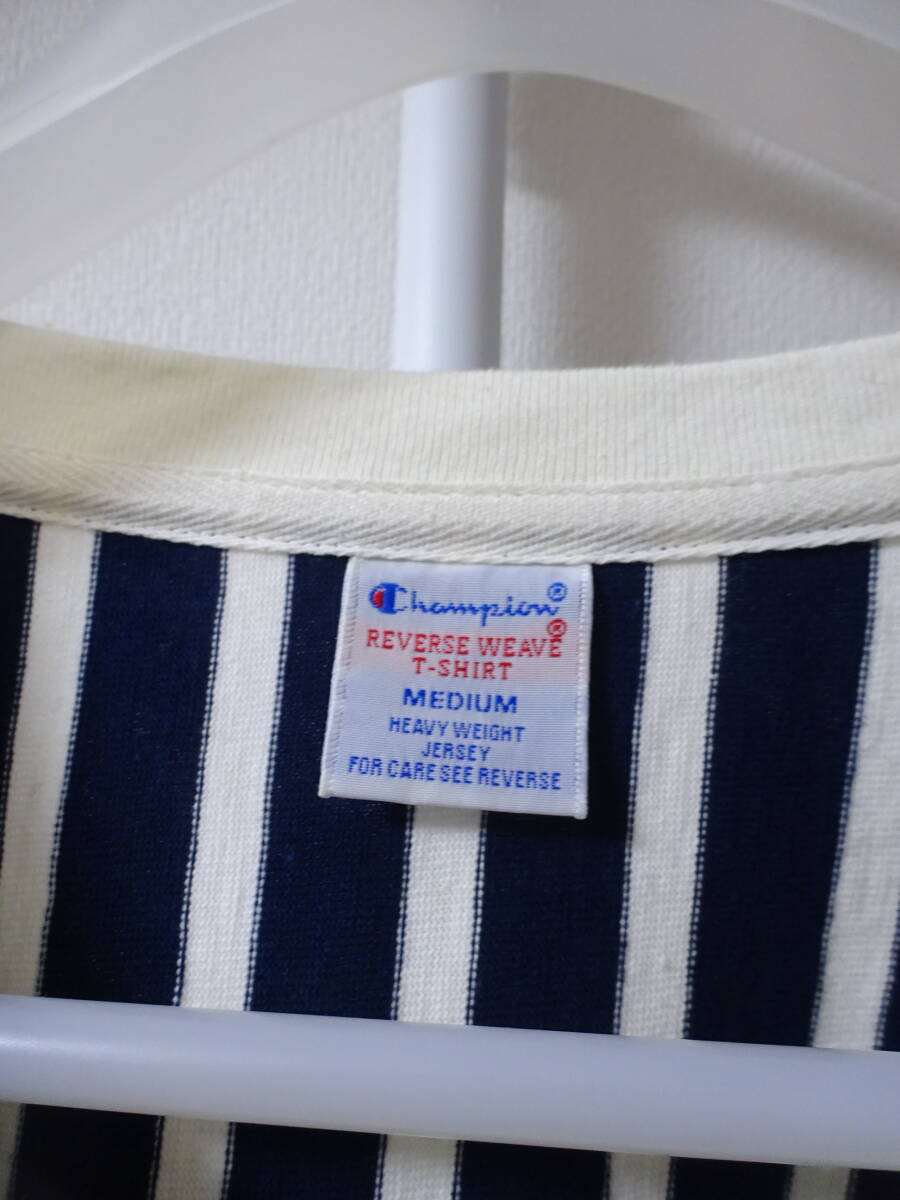 Champion®
REVERSE WEAVE®
T-SHIRT
MEDIUM
HEAVY WEIGHT
JERSEY
FOR CARE SEE REVERSE